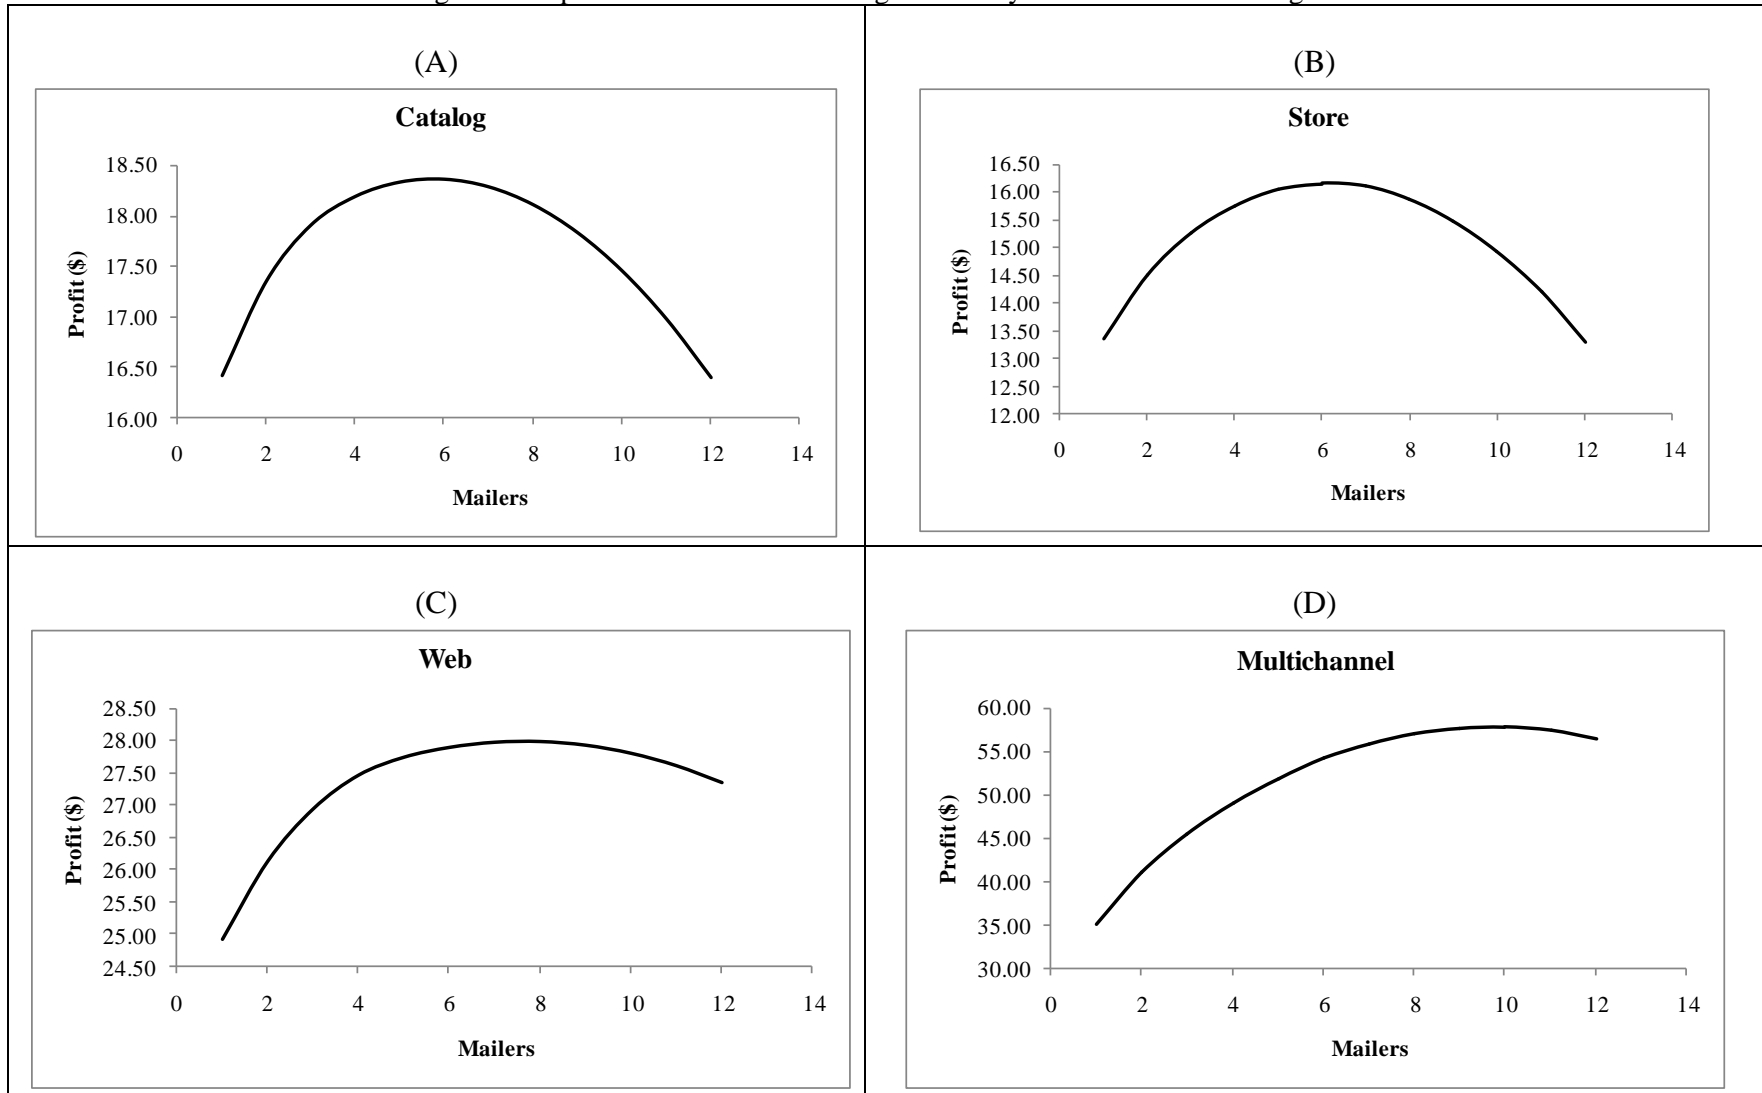 (A)
Catalog
18.50
18.00
17.50
17.00
16.50
16.00
Profit ($)
0 2 4 6 8 10 12 14
Mailers
(B)
Store
16.50
16.00
15.50
15.00
14.50
14.00
13.50
13.00
12.50
12.00
Profit ($)
0 2 4 6 8 10 12 14
Mailers
(C)
Web
28.50
28.00
27.50
27.00
26.50
26.00
25.50
25.00
24.50
Profit ($)
0 2 4 6 8 10 12 14
Mailers
(D)
Multichannel
60.00
55.00
50.00
45.00
40.00
35.00
30.00
Profit ($)
0 2 4 6 8 10 12 14
Mailers